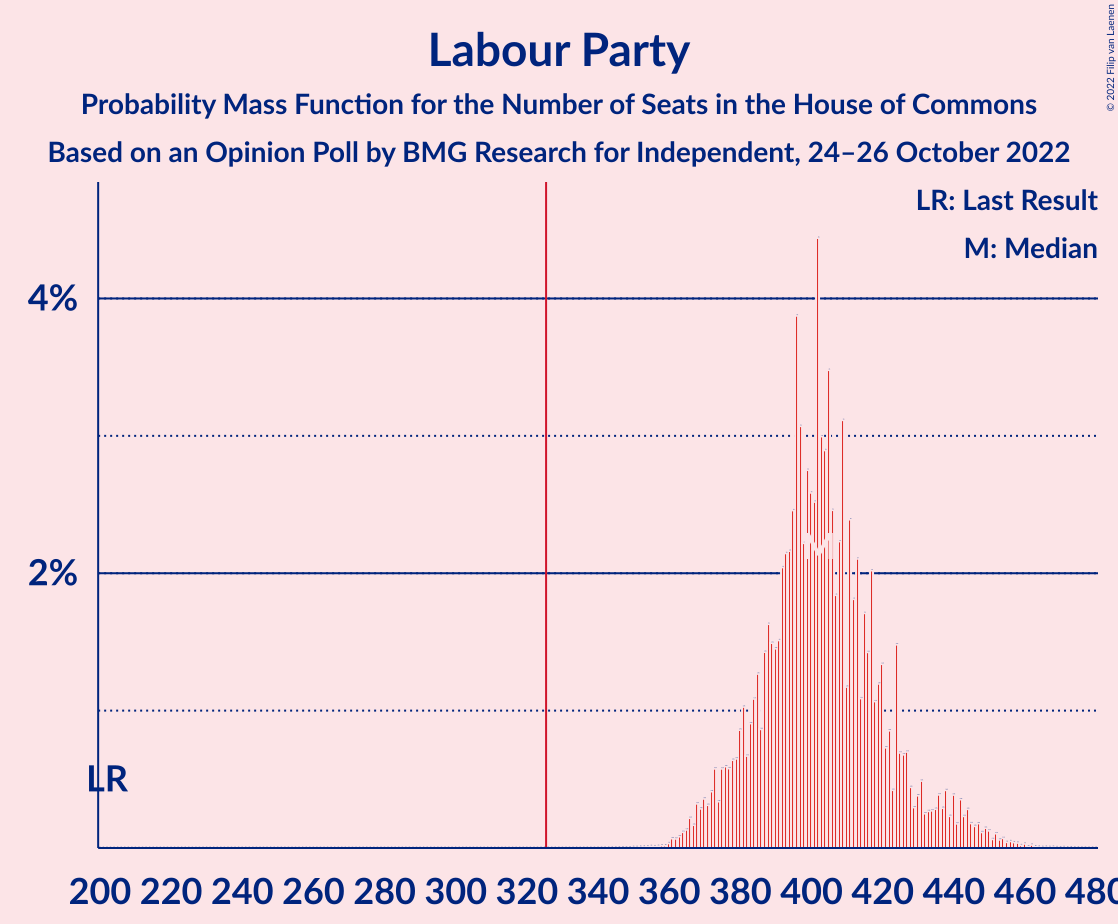 Labour Party
Probability Mass Function for the Number of Seats in the House of Commons
Based on an Opinion Poll by BMG Research for Independent, 24–26 October 2022
© 2022 Filip van Laenen
LR: Last Result
M: Median
4%
2%
LR
M
200 220 240 260 280 300 320 340 360 380 400 420 440 460 480